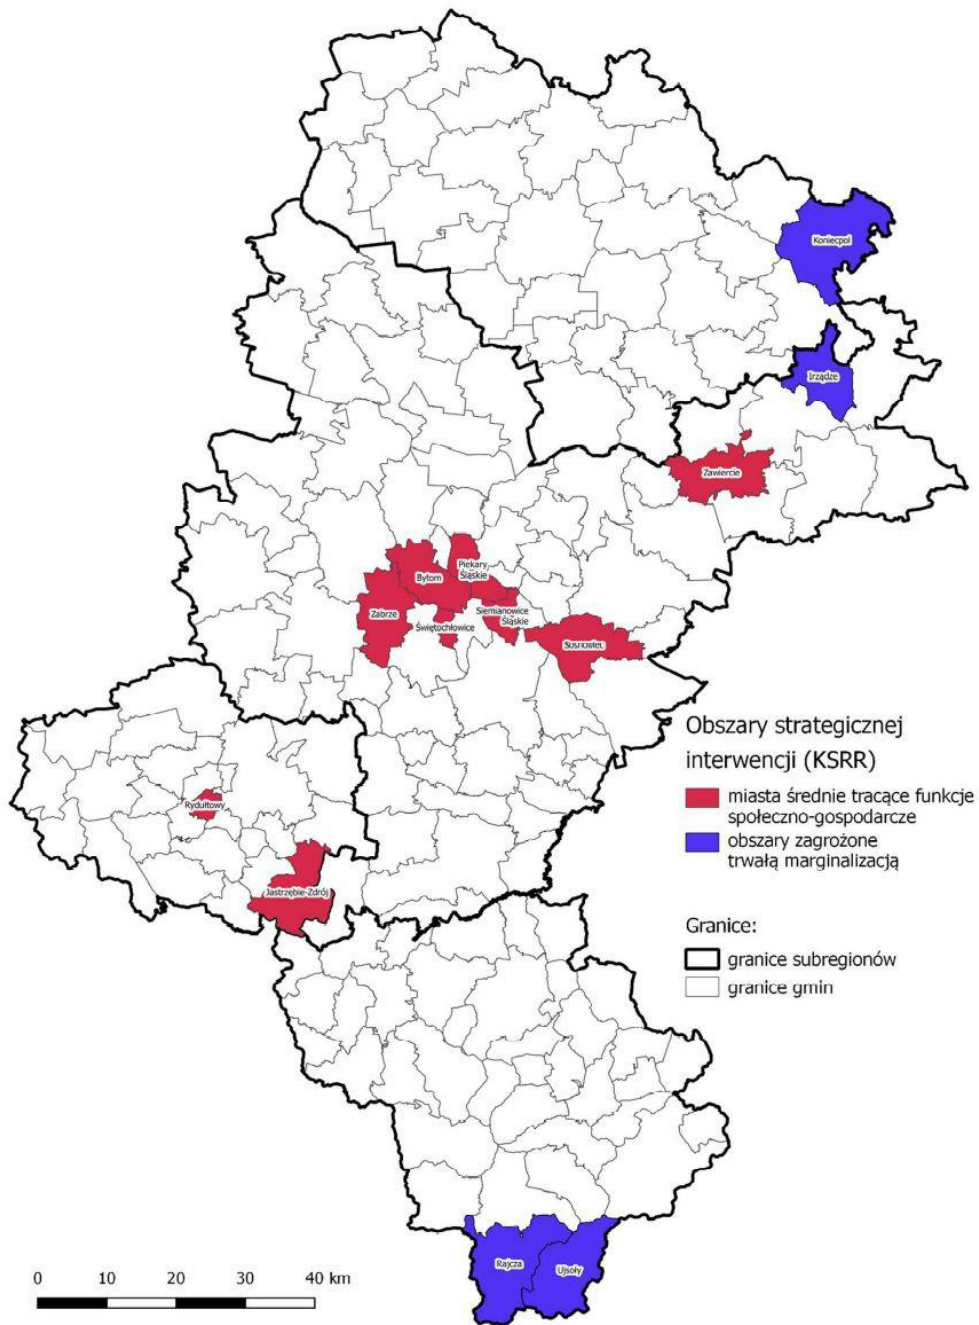 Koniecpol
Irządze
Zawiercie
Piekary
Śląskie
Bytom
Zabrze
Siemianowice
Śląskie
Świętochłowice
Sosnowiec
Obszary strategicznej
interwencji (KSRR)
miasta średnie tracące funkcje
społeczno-gospodarcze
obszary zagrożone
trwałą marginalizacją
Rydułtowy
Jastrzębie-Zdrój
Granice:
granice subregionów
granice gmin
Rajcza
Ujsoły
0 10 20 30 40 km